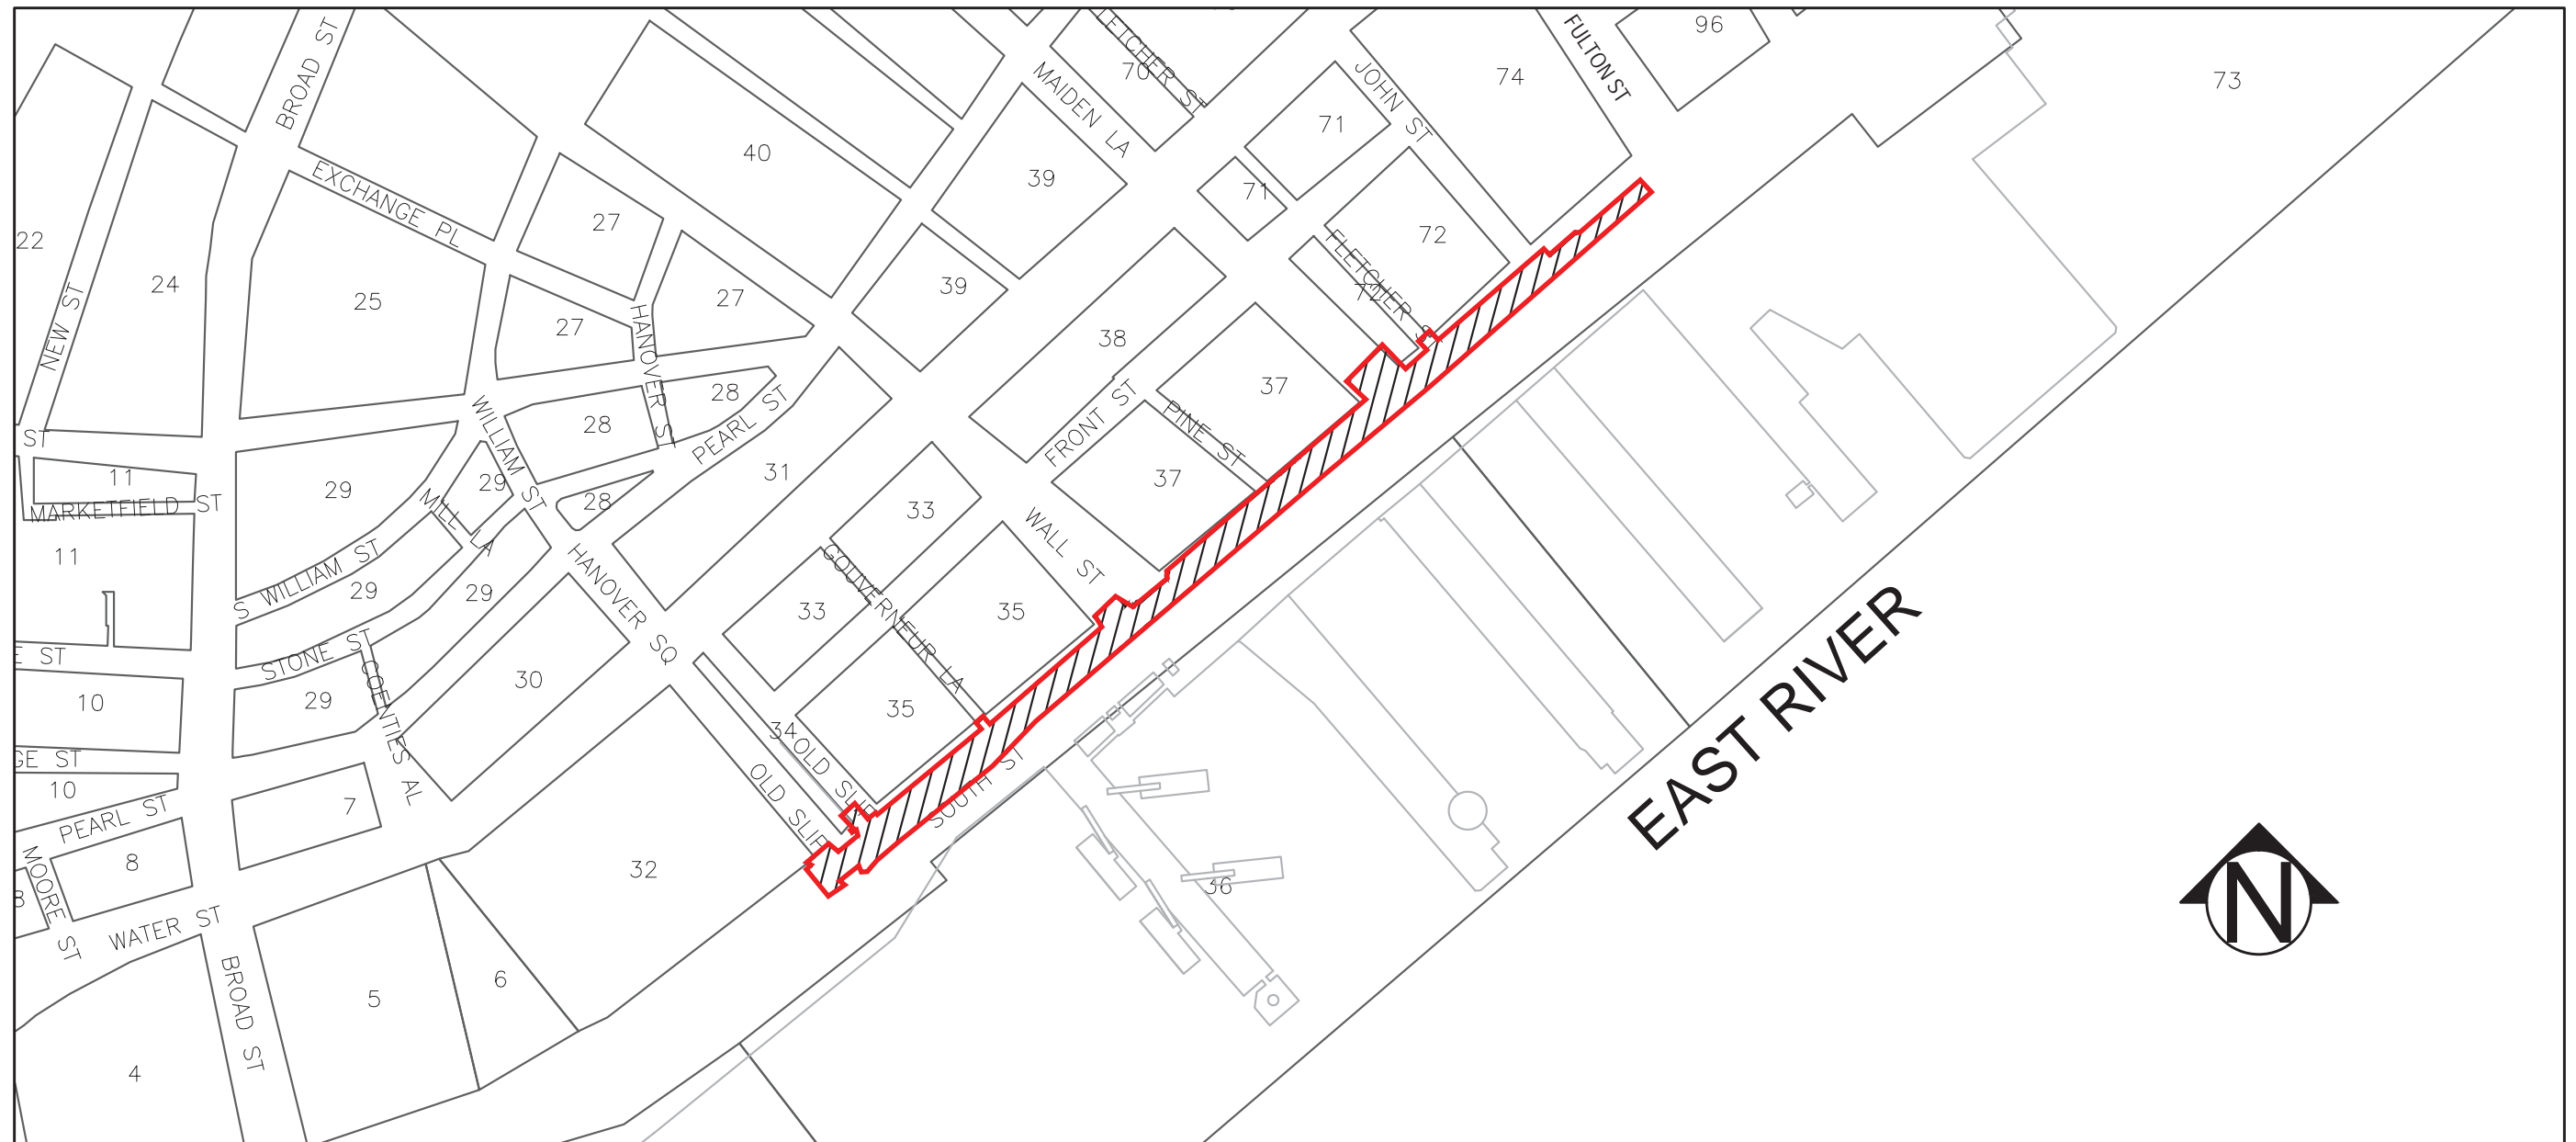 BROAD ST
FULTON ST
96
LETCHER ST
70
MAIDEN LA
JOHN ST
74
73
71
40
EXCHANGE PL
39
71
27
22
24
25
NEW ST
27
27
HANOVER ST
39
38
72
FLETCHER ST
72
37
FRONT ST
PINE ST
37
28
28
28
PEARL ST
WILLIAM ST
ST
11
MARKETFIELD ST
11
29
29
MILL LA
31
33
WALL ST
S WILLIAM ST
29
29
HANOVER SQ
33
GOUVERNEUR LA
35
35
E ST
10
STONE ST
29
COENTIES AL
30
34
OLD SLIP
OLD SLIP
SOUTH ST
EAST RIVER
GE ST
10
PEARL ST
7
8
8
MOORE ST
WATER ST
BROAD ST
32
36
N
5
6
4